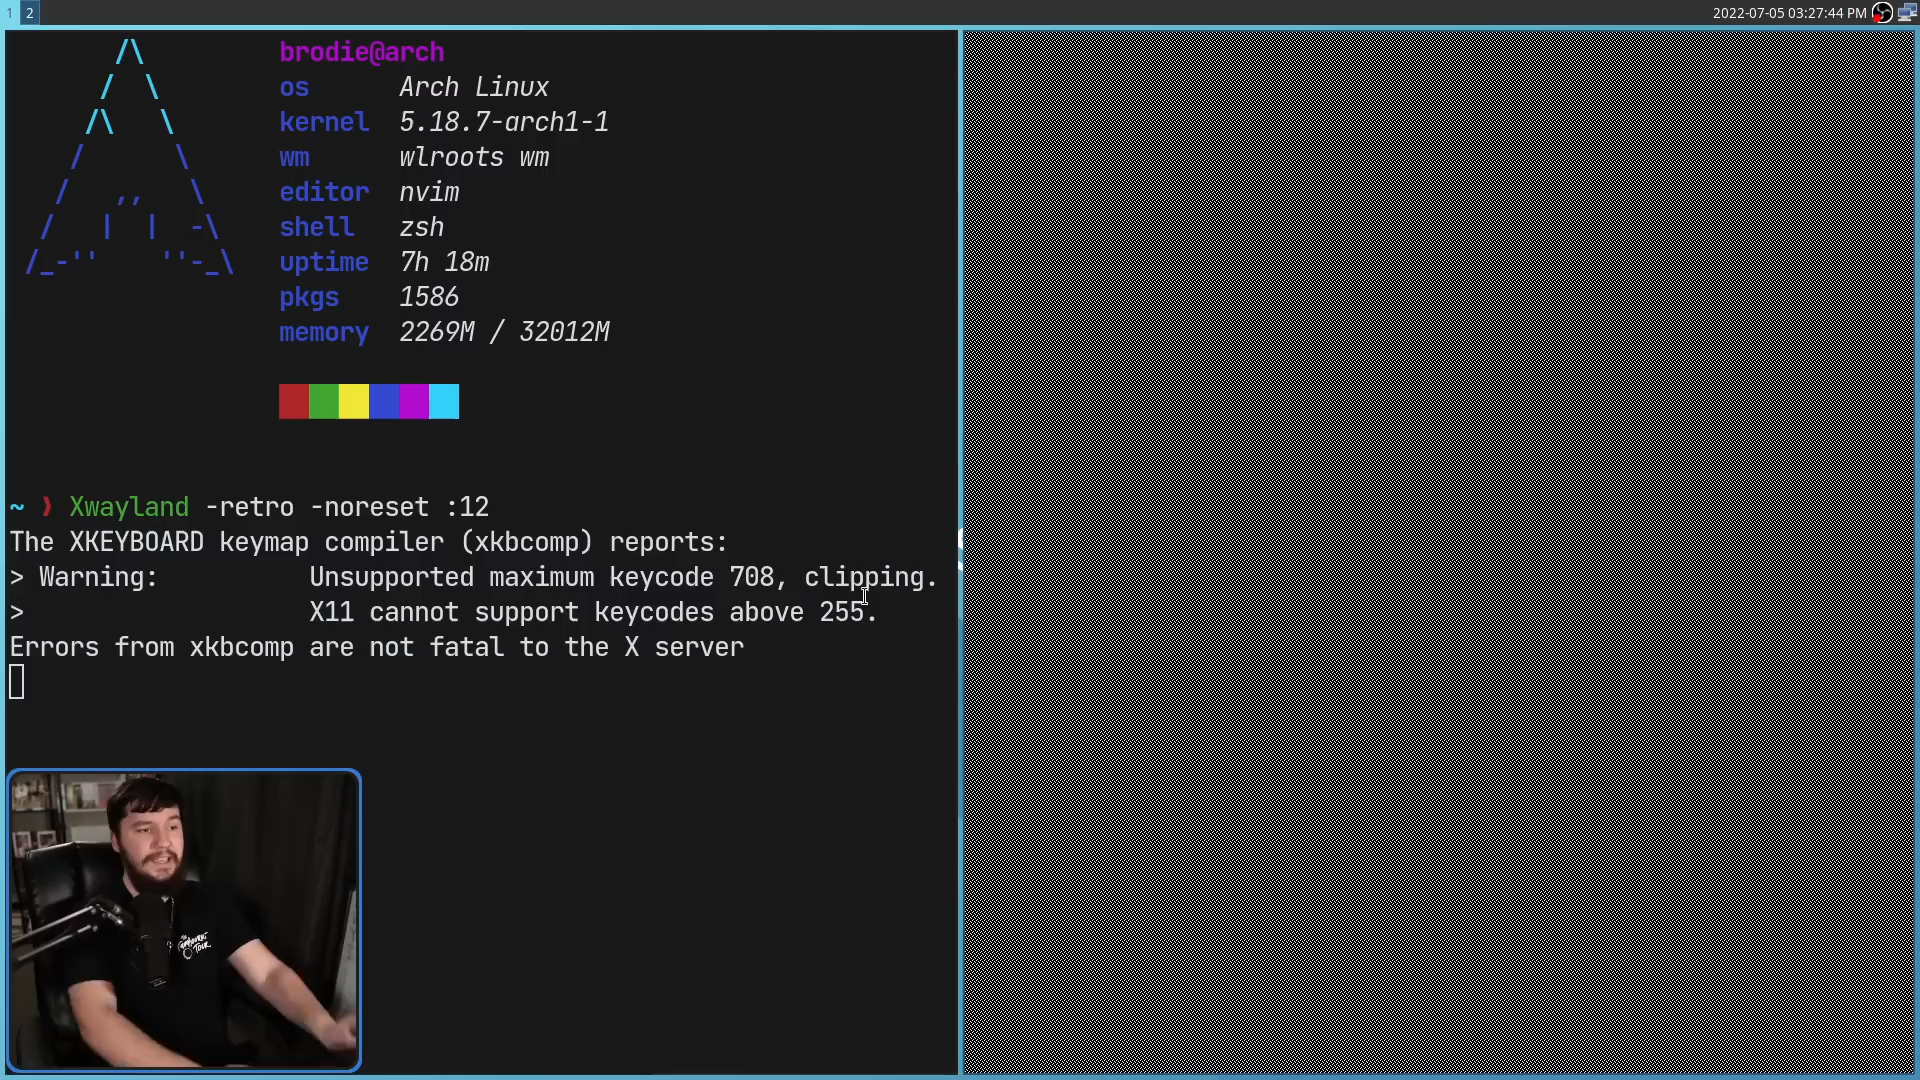 1 2 2022-07-05 03:27:44 PM
brodie@arch
os Arch Linux
kernel 5.18.7-arch1-1
wm wlroots wm
editor nvim
shell zsh
uptime 7h 18m
pkgs 1586
memory 2269M / 32012M
~ ❫ Xwayland -retro -noreset :12
The XKEYBOARD keymap compiler (xkbcomp) reports:
> Warning: Unsupported maximum keycode 708, clipping.
> X11 cannot support keycodes above 255.
Errors from xkbcomp are not fatal to the X server